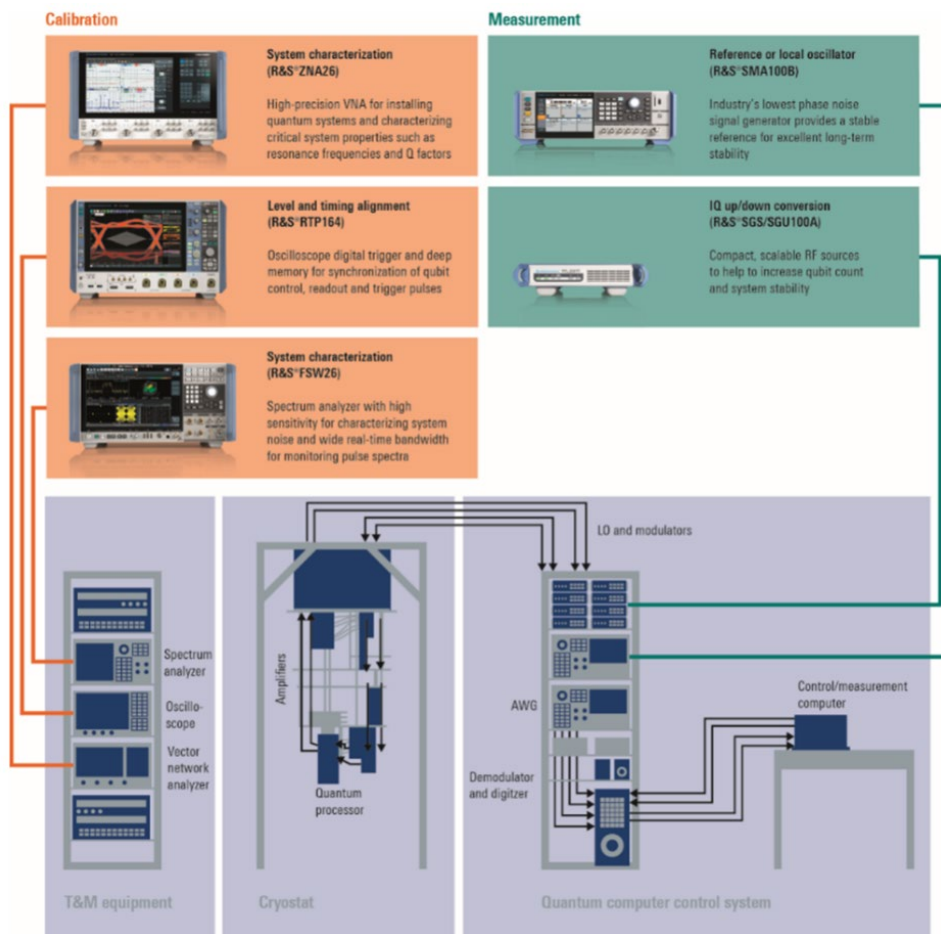 Calibration
System characterization
(R&S®ZNA26)
High-precision VNA for installing
quantum systems and characterizing
critical system properties such as
resonance frequencies and Q factors
Level and timing alignment
(R&S®RTP164)
Oscilloscope digital trigger and deep
memory for synchronization of qubit
control, readout and trigger pulses
System characterization
(R&S®FSW26)
Spectrum analyzer with high
sensitivity for characterizing system
noise and wide real-time bandwidth
for monitoring pulse spectra
Measurement
Reference or local oscillator
(R&S®SMA100B)
Industry's lowest phase noise
signal generator provides a stable
reference for excellent long-term
stability
IQ up/down conversion
(R&S®SGS/SGU100A)
Compact, scalable RF sources
to help to increase qubit count
and system stability
Spectrum
analyzer
Oscillo-
scope
Vector
network
analyzer
T&M equipment
Amplifiers
Quantum
processor
Cryostat
LO and modulators
AWG
Demodulator
and digitzer
Control/measurement
computer
Quantum computer control system